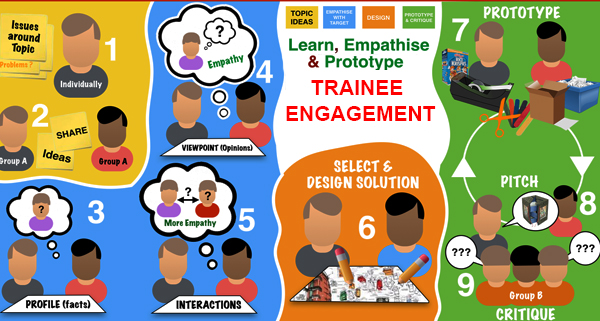 TOPIC
IDEAS
EMPATHISE
WITH
TARGET
DESIGN
PROTOTYPE
& CRITIQUE
Learn, Empathise
& Prototype
TRAINEE
ENGAGEMENT
Issues
around
Topic
Problems ?
1
Individually
2
SHARE
Ideas
Group A
Group A
3
?
PROFILE (facts)
4
?
Empathy
VIEWPOINT (Opinions)
5
?
?
?
More Empathy
INTERACTIONS
SELECT &
DESIGN SOLUTION
6
PROTOTYPE
7
PITCH
8
???
???
9
Group B
CRITIQUE